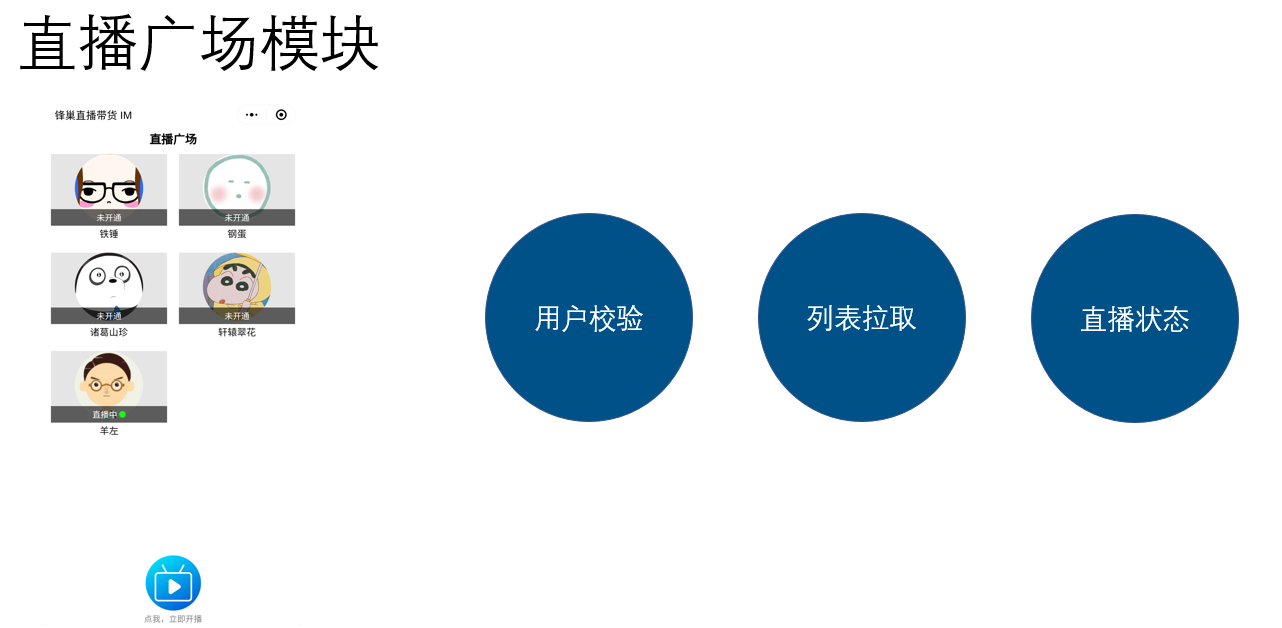 直播广场模块
锋巢直播带货 IM
直播广场
未开通 未开通
铁锤 钢蛋
未开通 未开通
诸葛山珍 轩辕翠花
直播中
羊左
点我，立即开播
用户校验
列表拉取
直播状态